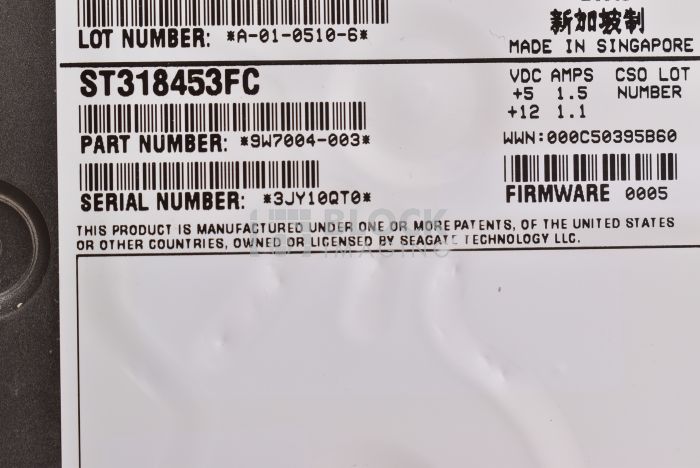 LOT NUMBER: *A-01-0510-6*
新加坡制
MADE IN SINGAPORE
ST318453FC
VDC AMPS CSO LOT
+5 1.5 NUMBER
+12 1.1
PART NUMBER: *9W7004-003*
WWN:000C50395B60
SERIAL NUMBER: *3JY10QT0*
FIRMWARE 0005
BLOCK
IMAGING
THIS PRODUCT IS MANUFACTURED UNDER ONE OR MORE PATENTS, OF THE UNITED STATES
OR OTHER COUNTRIES, OWNED OR LICENSED BY SEAGATE TECHNOLOGY LLC.